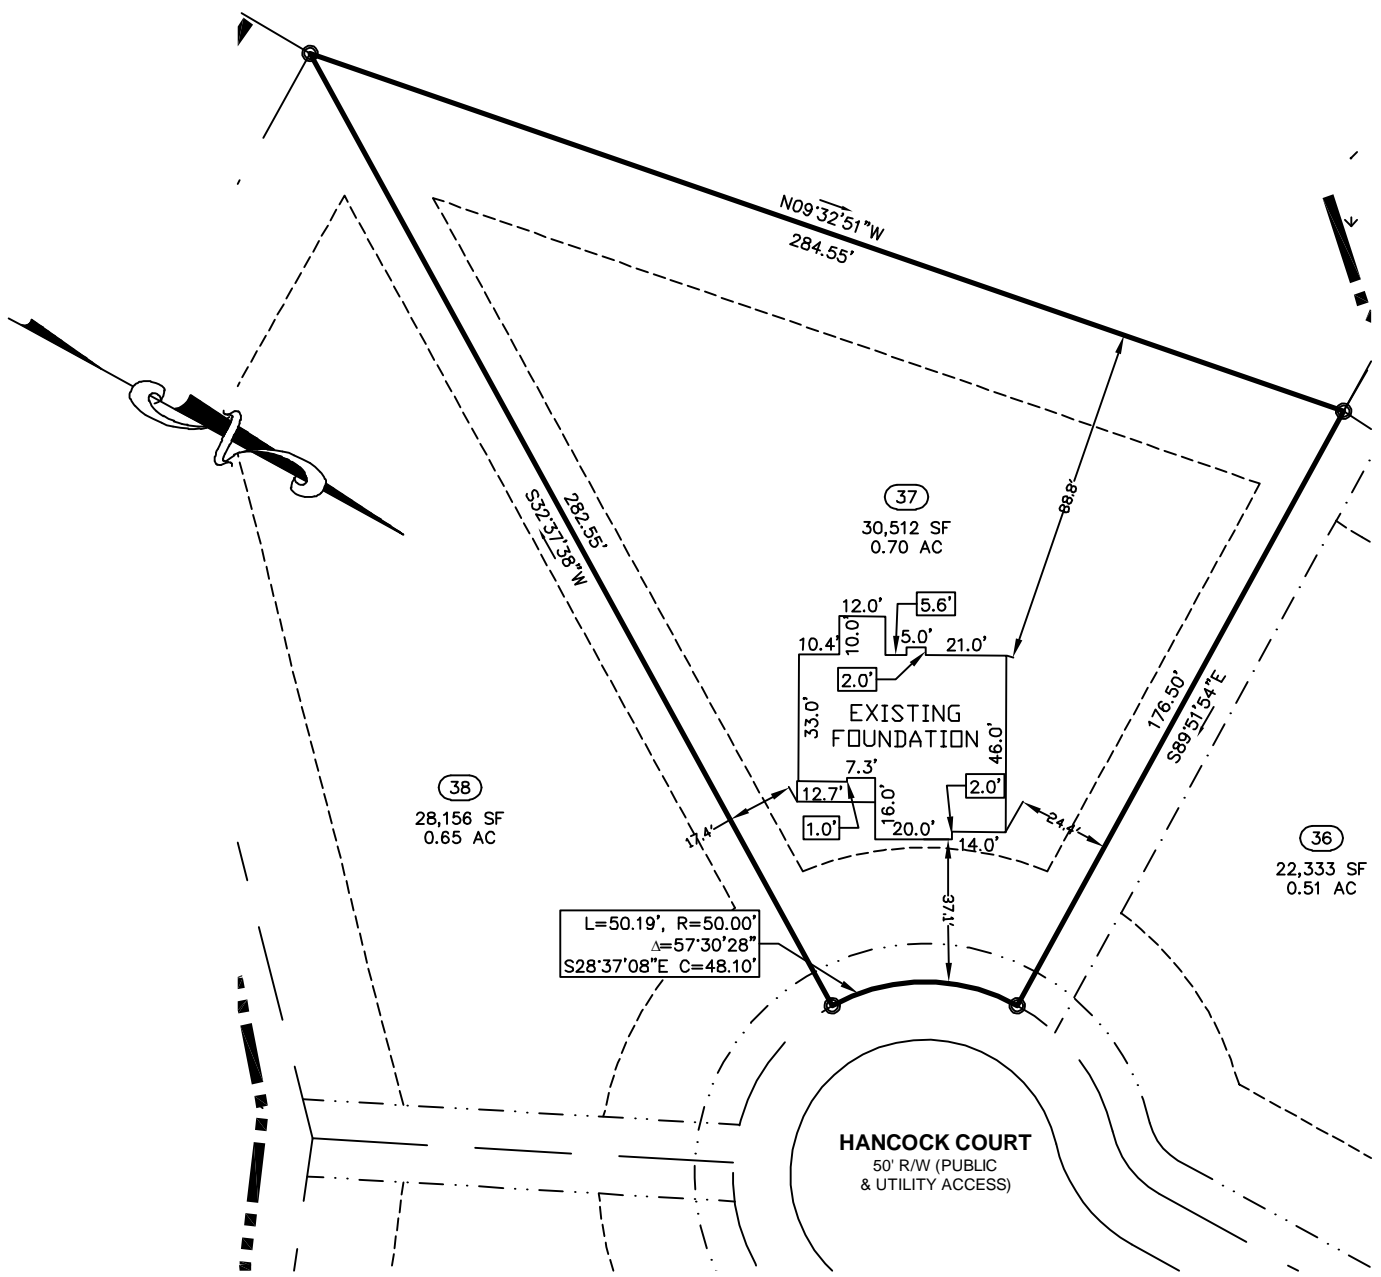 N09°32'51"W
284.55'
282.55'
S32°37'38"W
37
30,512 SF
0.70 AC
88.8'
176.50'
S89°51'54"E
12.0'
5.6'
10.0'
5.0'
10.4'
21.0'
2.0'
33.0'
EXISTING
FOUNDATION
46.0'
7.3'
12.7'
2.0'
16.0'
1.0'
20.0'
14.0'
17.4'
24.4'
37.1'
38
28,156 SF
0.65 AC
36
22,333 SF
0.51 AC
L=50.19', R=50.00'
Δ=57°30'28"
S28°37'08"E C=48.10'
HANCOCK COURT
50' R/W (PUBLIC
& UTILITY ACCESS)